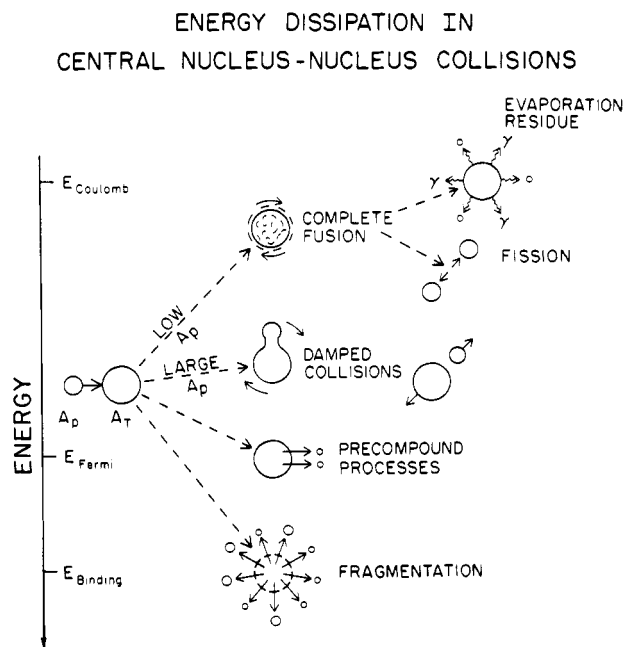 ENERGY DISSIPATION IN
CENTRAL NUCLEUS-NUCLEUS COLLISIONS
EVAPORATION
RESIDUE
γ
γ
γ
γ
E Coulomb
COMPLETE
FUSION
FISSION
LOW
Ap
LARGE
Ap
DAMPED
COLLISIONS
Ap
AT
ENERGY
E Fermi
PRECOMPOUND
PROCESSES
E Binding
FRAGMENTATION